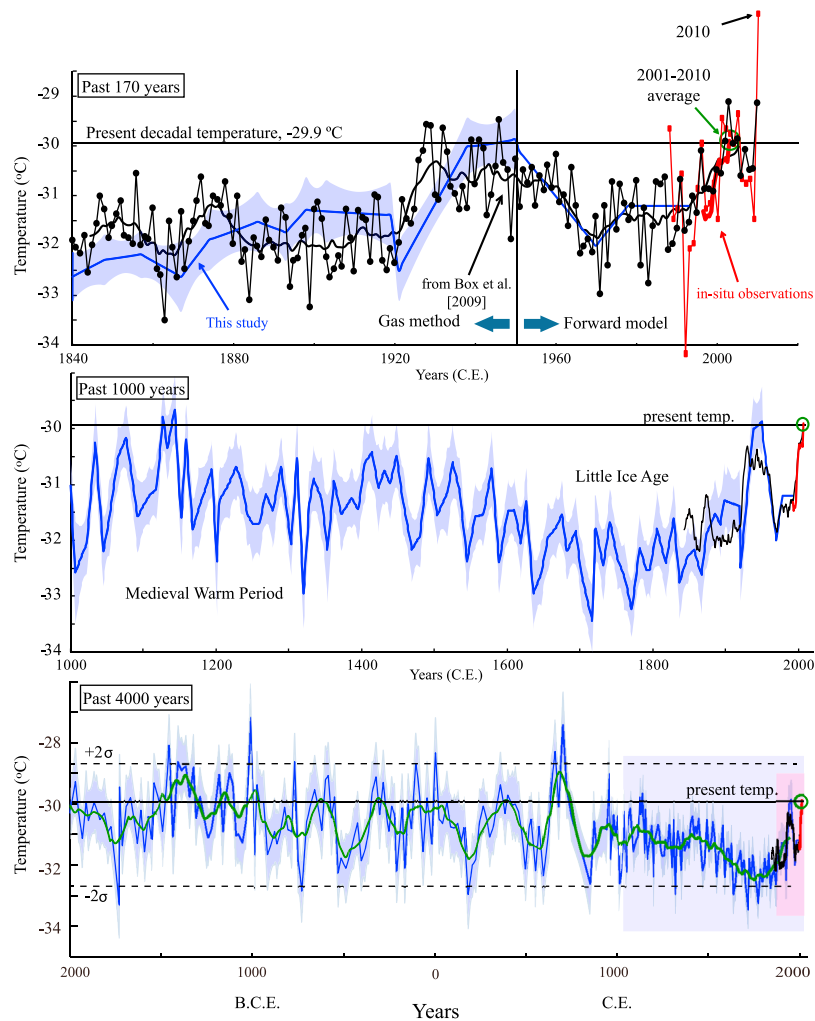 2010
Past 170 years
2001-2010
average
Present decadal temperature, -29.9 ºC
Temperature (ºC)
-29
-30
-31
-32
-33
-34
from Box et al.
[2009]
This study
in-situ observations
Gas method
Forward model
1840
1880
1920
1960
2000
Years (C.E.)
Past 1000 years
present temp.
Little Ice Age
Medieval Warm Period
Temperature (ºC)
-30
-31
-32
-33
-34
1000
1200
1400
1600
1800
2000
Years (C.E.)
Past 4000 years
+2σ
present temp.
-2σ
Temperature (ºC)
-28
-30
-32
-34
-35
2000
1000
0
1000
2000
B.C.E.
Years
C.E.